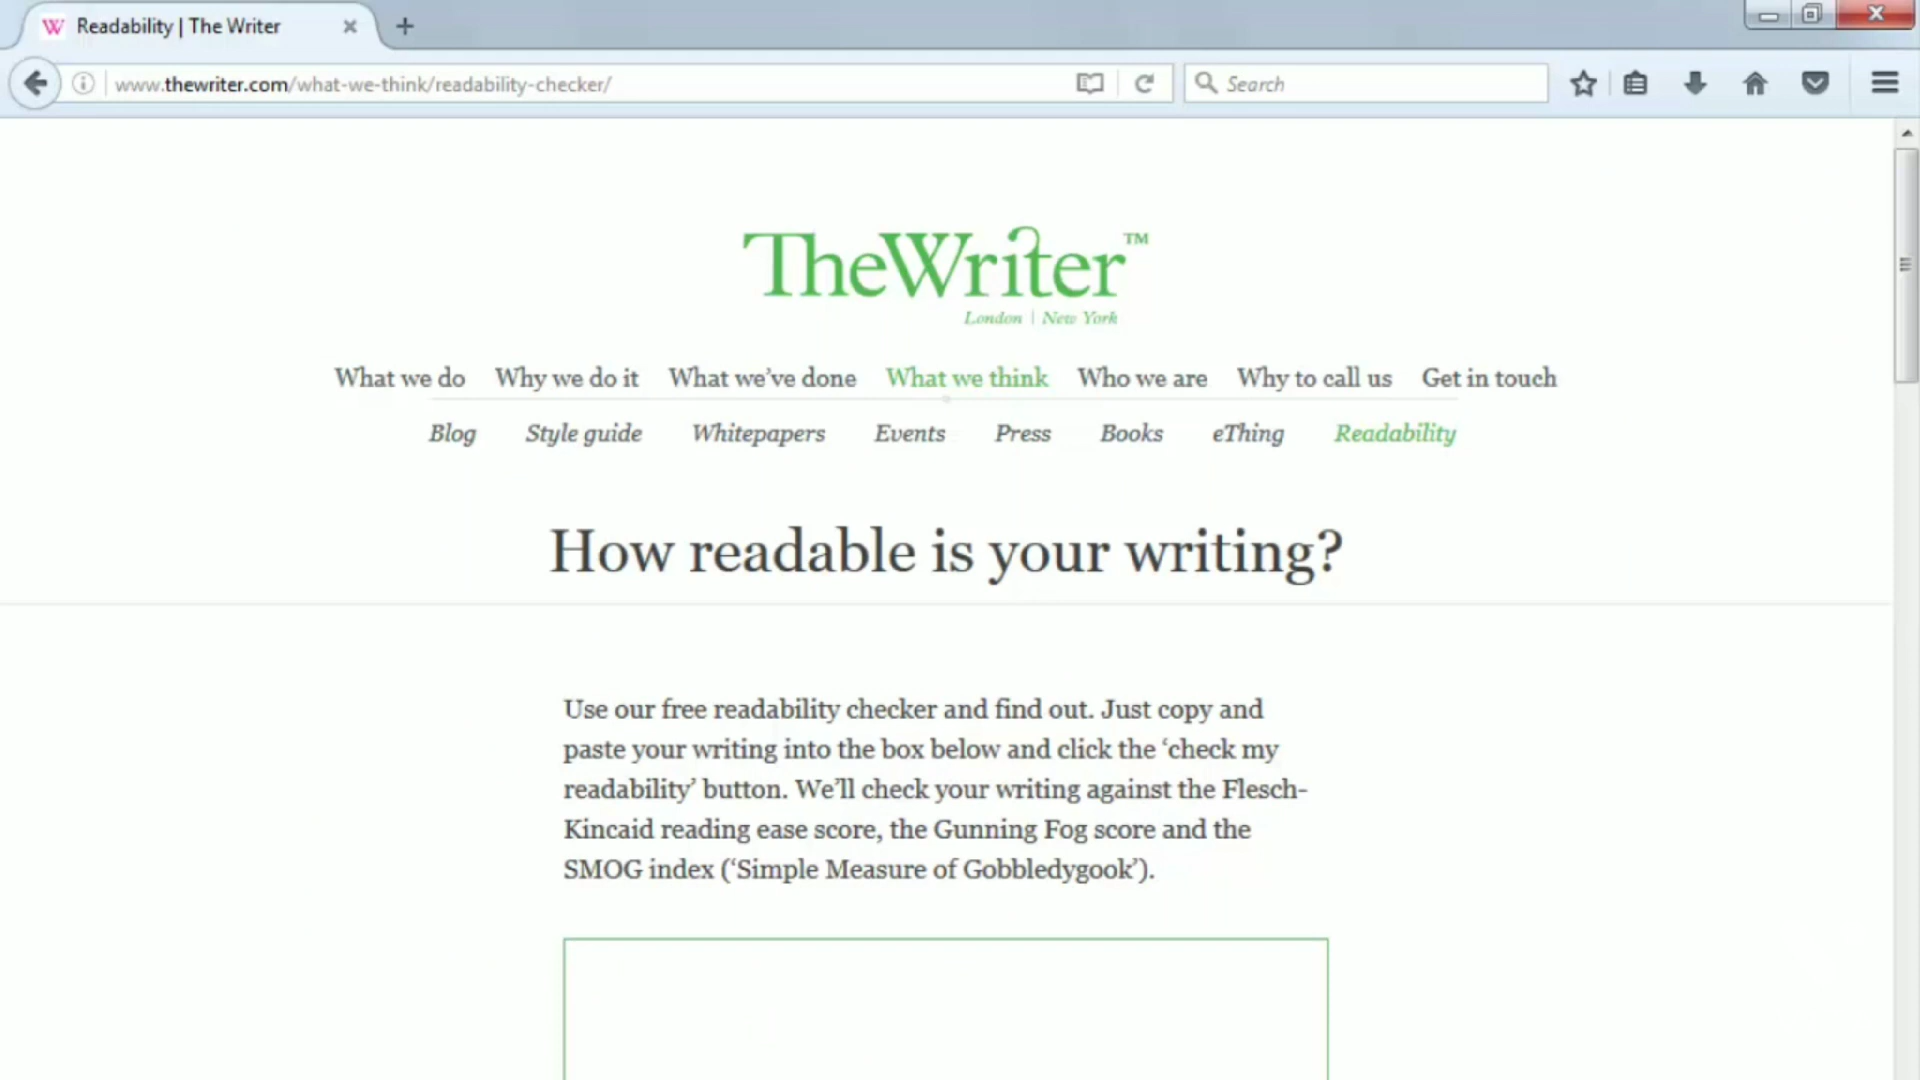 Readability | The Writer
www.thewriter.com/what-we-think/readability-checker/
Search
TheWriter™
London | New York
What we do Why we do it What we've done What we think Who we are Why to call us Get in touch
Blog Style guide Whitepapers Events Press Books eThing Readability
How readable is your writing?
Use our free readability checker and find out. Just copy and
paste your writing into the box below and click the ‘check my
readability’ button. We’ll check your writing against the Flesch-
Kincaid reading ease score, the Gunning Fog score and the
SMOG index (‘Simple Measure of Gobbledygook’).